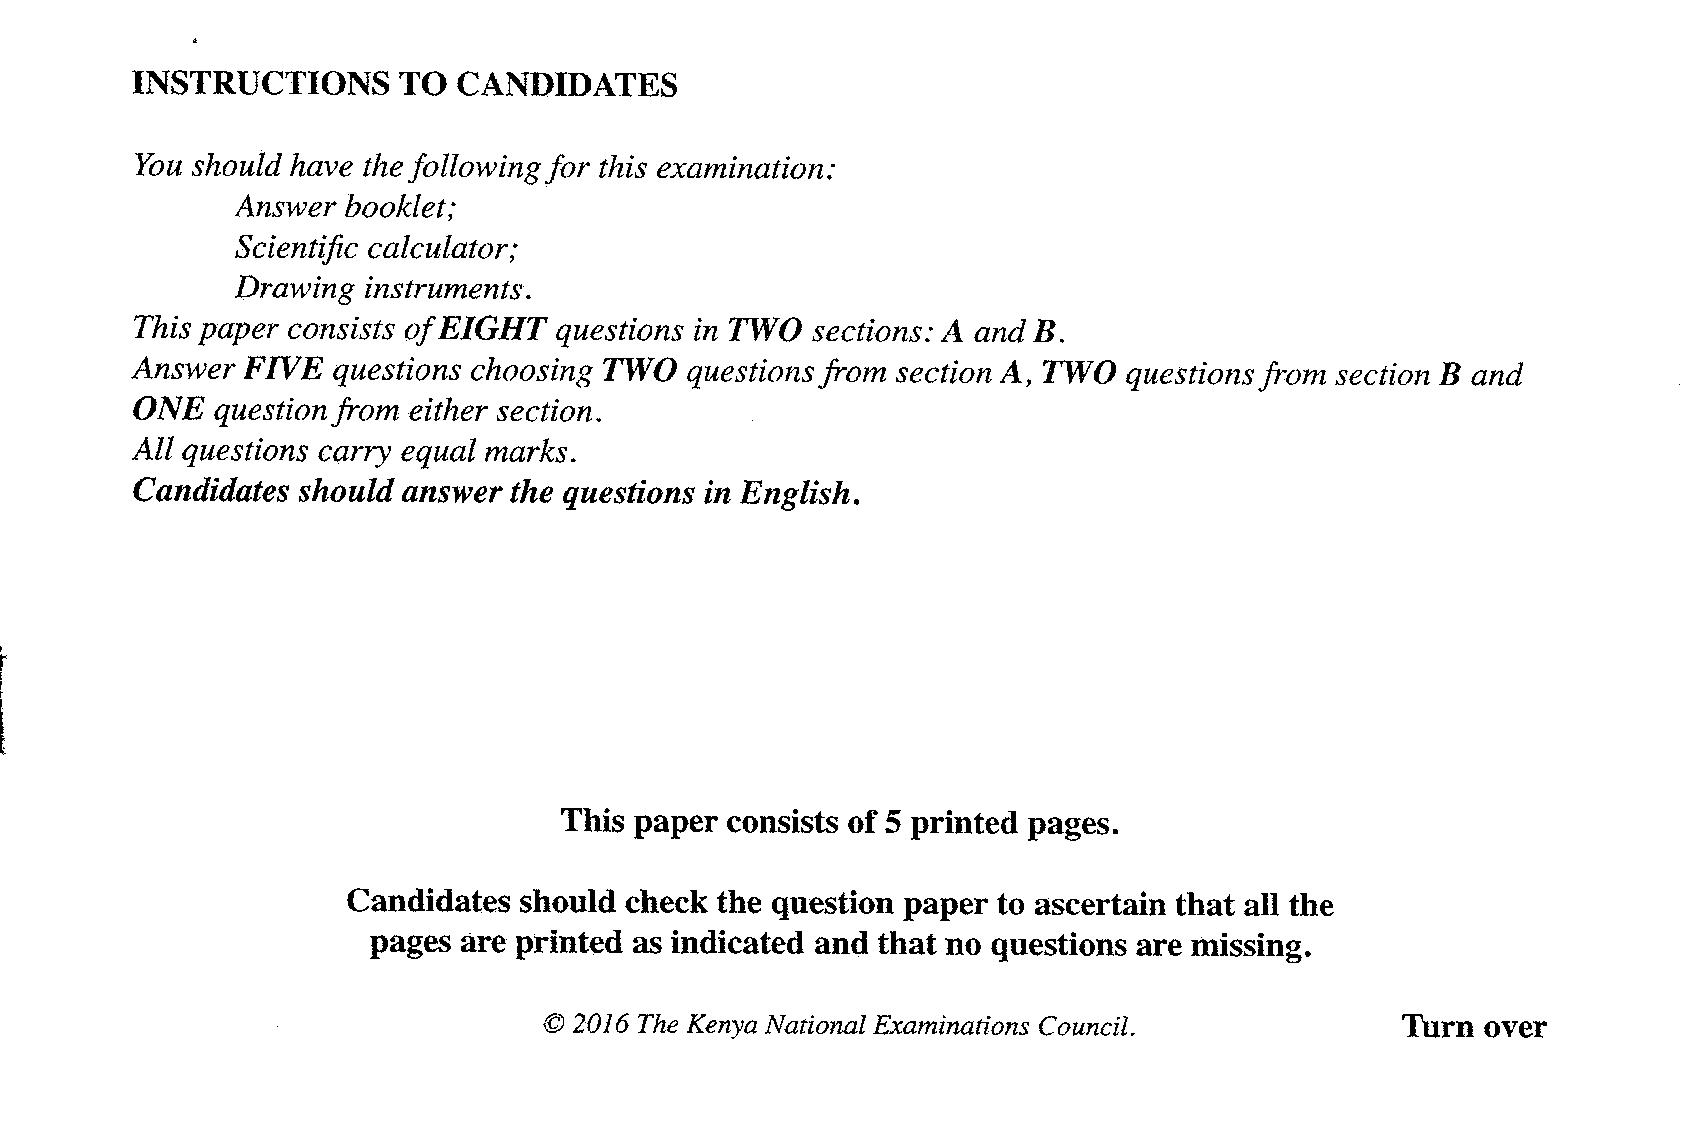 INSTRUCTIONS TO CANDIDATES
You should have the following for this examination:
Answer booklet;
Scientific calculator;
Drawing instruments.
This paper consists of EIGHT questions in TWO sections: A and B.
Answer FIVE questions choosing TWO questions from section A, TWO questions from section B and
ONE question from either section.
All questions carry equal marks.
Candidates should answer the questions in English.
This paper consists of 5 printed pages.
Candidates should check the question paper to ascertain that all the
pages are printed as indicated and that no questions are missing.
© 2016 The Kenya National Examinations Council.
Turn over